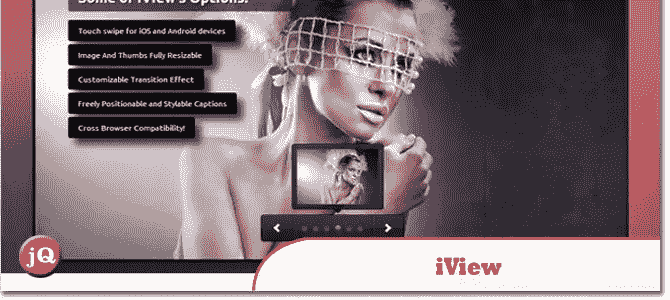 Some of iView's Options:
Touch swipe for iOS and Android devices
Image And Thumbs Fully Resizable
Customizable Transition Effect
Freely Positionable and Stylable Captions
Cross Browser Compatibility!
jQ
iView